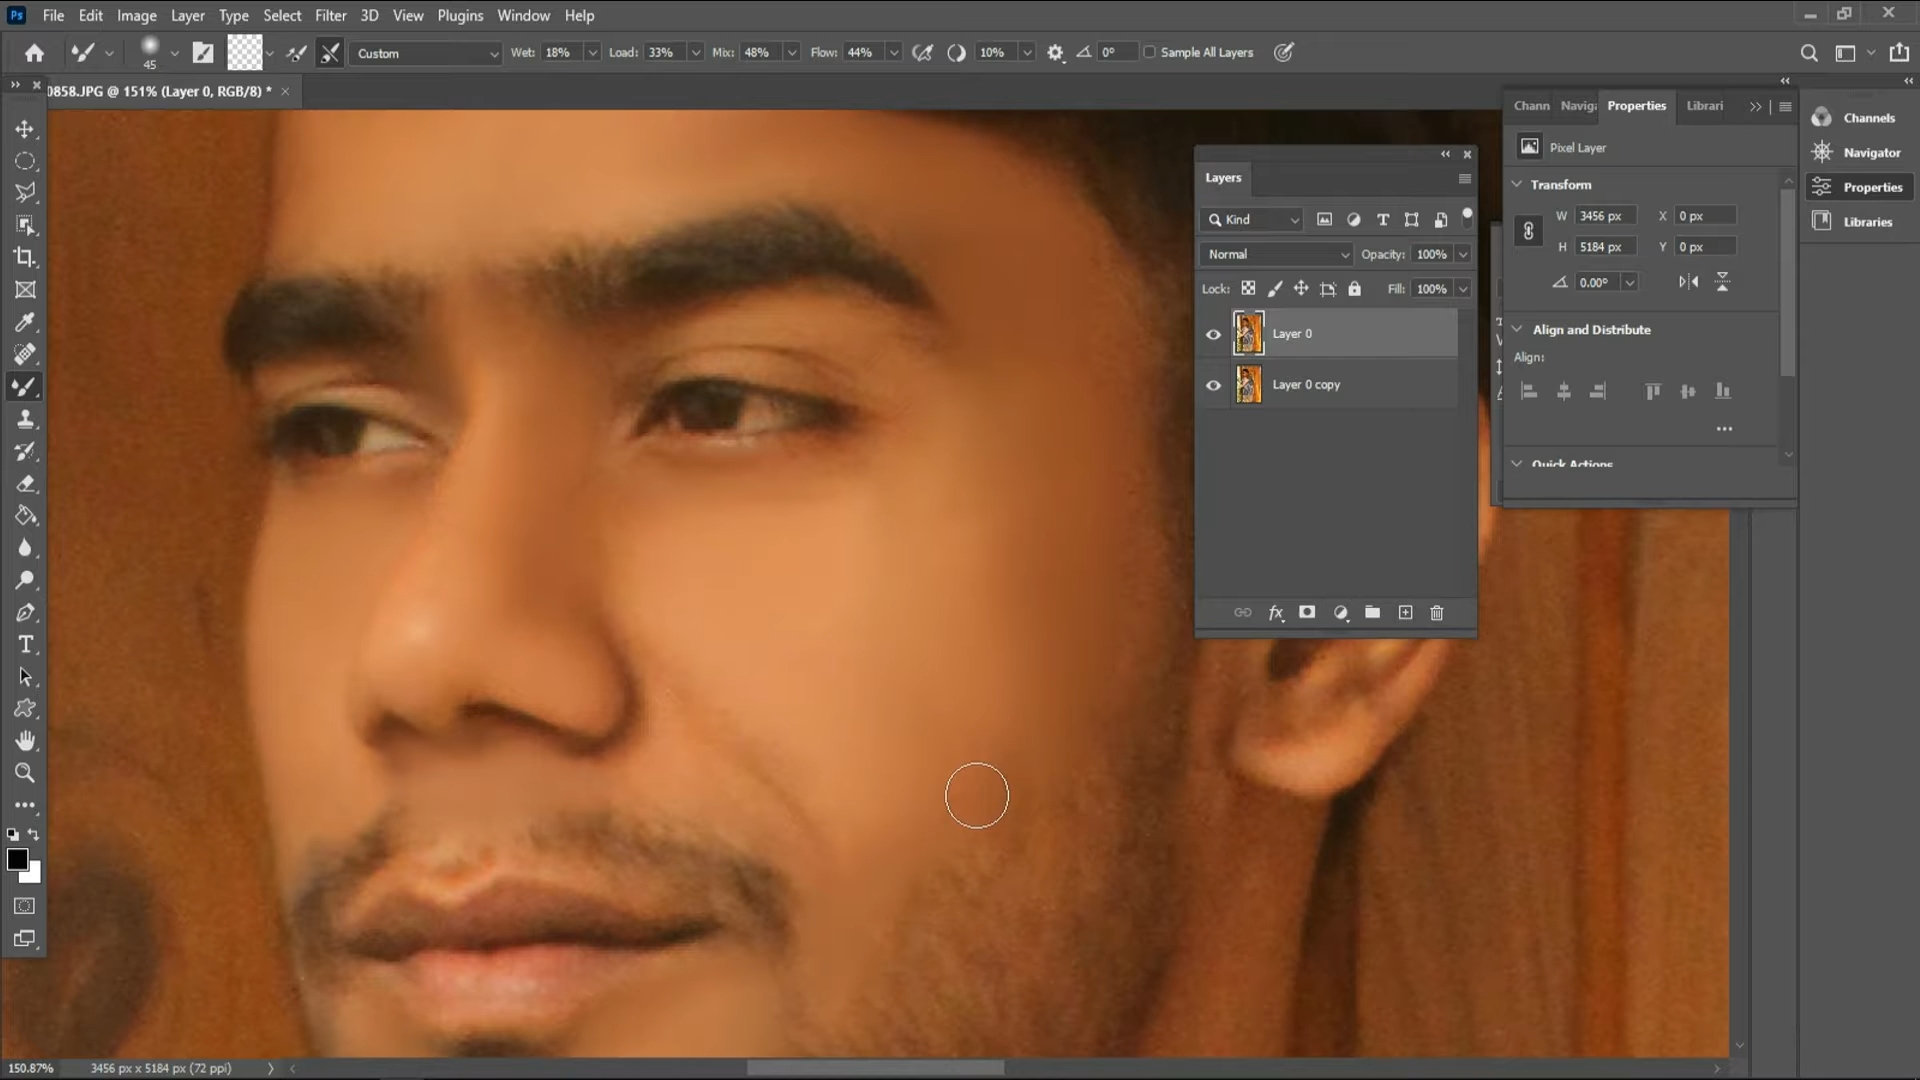 Ps File Edit Image Layer Type Select Filter 3D View Plugins Window Help
45 Custom Wet: 18% Load: 33% Mix: 48% Flow: 44% 10% 0° Sample All Layers
0858.JPG @ 151% (Layer 0, RGB/8) *
Chann Naviga Properties Librari
Pixel Layer
Transform
W 3456 px X 0 px
H 5184 px Y 0 px
0.00°
Align and Distribute
Align:
Quick Actions
Channels
Navigator
Properties
Libraries
Layers
Kind
Normal Opacity: 100%
Lock: Fill: 100%
Layer 0
Layer 0 copy
fx
150.87% 3456 px x 5184 px (72 ppi)